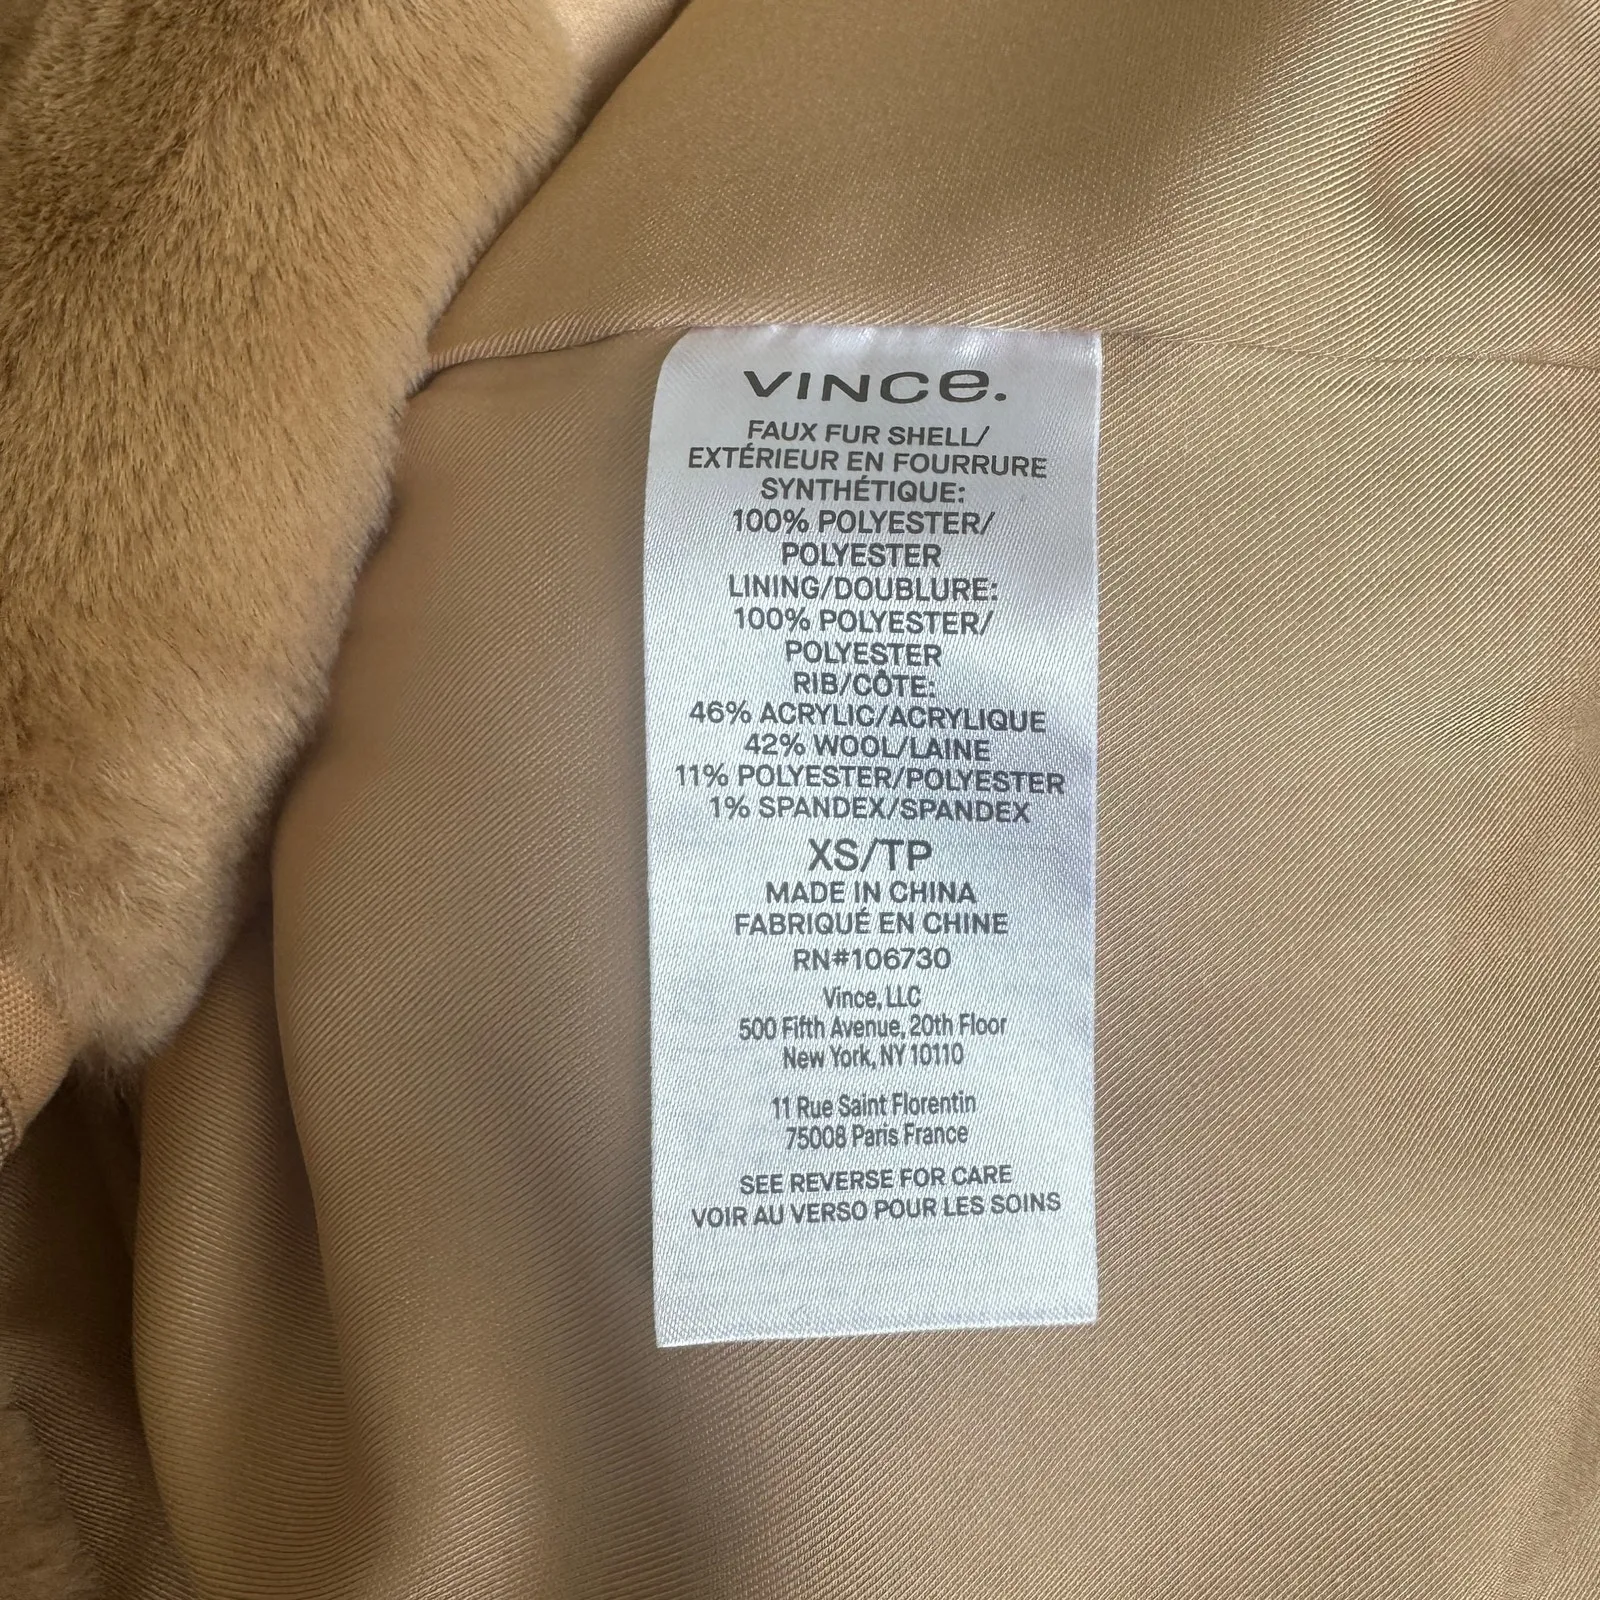 VINCe.
FAUX FUR SHELL/
EXTÉRIEUR EN FOURRURE
SYNTHÉTIQUE:
100% POLYESTER/
POLYESTER
LINING/DOUBLURE:
100% POLYESTER/
POLYESTER
RIB/CÔTE:
46% ACRYLIC/ACRYLIQUE
42% WOOL/LAINE
11% POLYESTER/POLYESTER
1% SPANDEX/SPANDEX
XS/TP
MADE IN CHINA
FABRIQUÉ EN CHINE
RN#106730
Vince, LLC
500 Fifth Avenue, 20th Floor
New York, NY 10110
11 Rue Saint Florentin
75008 Paris France
SEE REVERSE FOR CARE
VOIR AU VERSO POUR LES SOINS